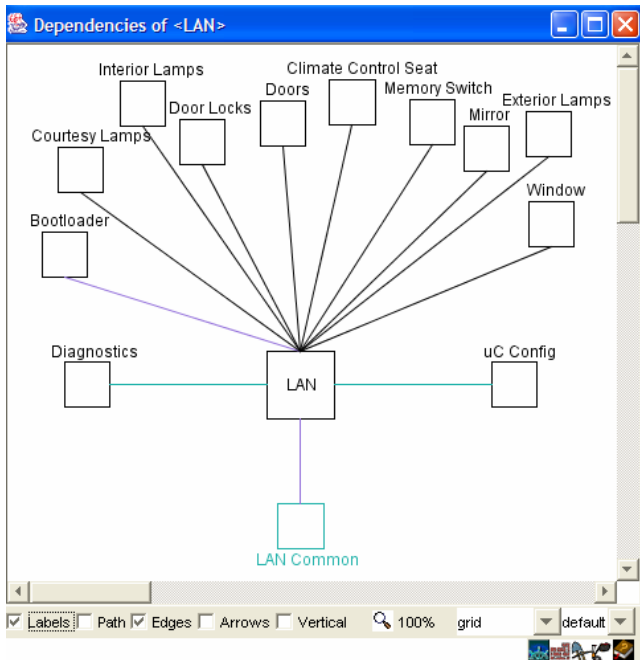 Dependencies of <LAN>
Interior Lamps
Climate Control Seat
Doors
Memory Switch
Exterior Lamps
Door Locks
Mirror
Courtesy Lamps
Window
Bootloader
Diagnostics
uC Config
LAN
LAN Common
Labels Path Edges Arrows Vertical 100% grid default